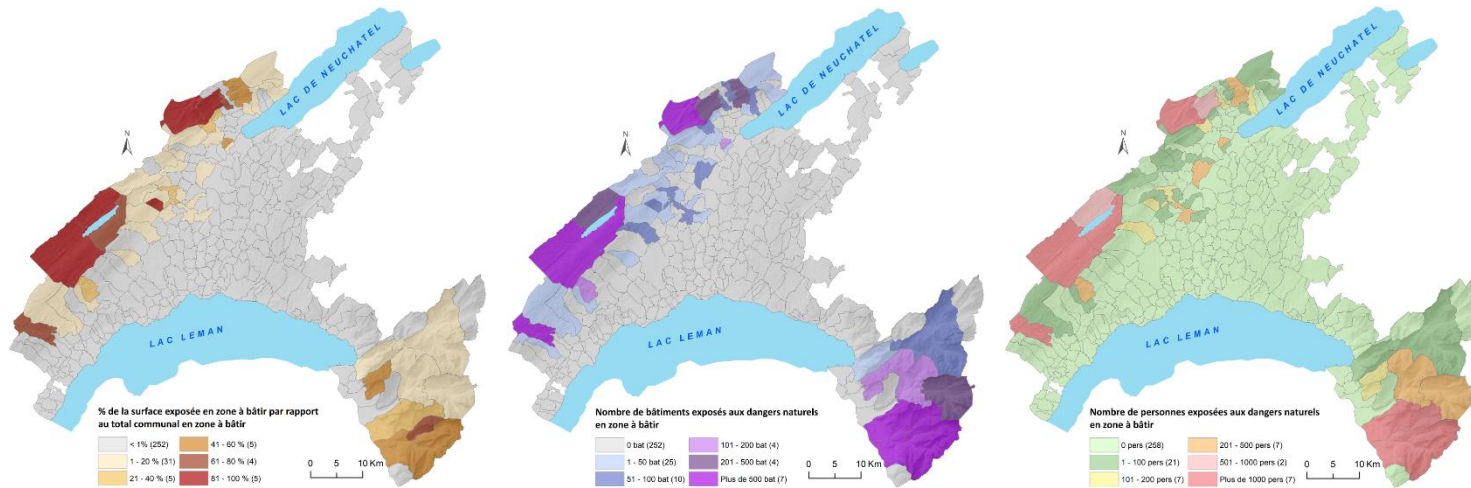 LAC DE NEUCHATEL
N
LAC LEMAN
% de la surface exposée en zone à bâtir par rapport
au total communal en zone à bâtir
< 1% (252)
1 - 20 % (31)
21 - 40 % (5)
41 - 60 % (5)
61 - 80 % (4)
81 - 100 % (5)
0 5 10 Km
LAC DE NEUCHATEL
N
LAC LEMAN
Nombre de bâtiments exposés aux dangers naturels
en zone à bâtir
0 bat (252)
1 - 50 bat (25)
51 - 100 bat (10)
101 - 200 bat (4)
201 - 500 bat (4)
Plus de 500 bat (7)
0 5 10 Km
LAC DE NEUCHATEL
N
LAC LEMAN
Nombre de personnes exposées aux dangers naturels
en zone à bâtir
0 pers (258)
1 - 100 pers (21)
101 - 200 pers (7)
201 - 500 pers (7)
501 - 1000 pers (2)
Plus de 1000 pers (7)
0 5 10 Km